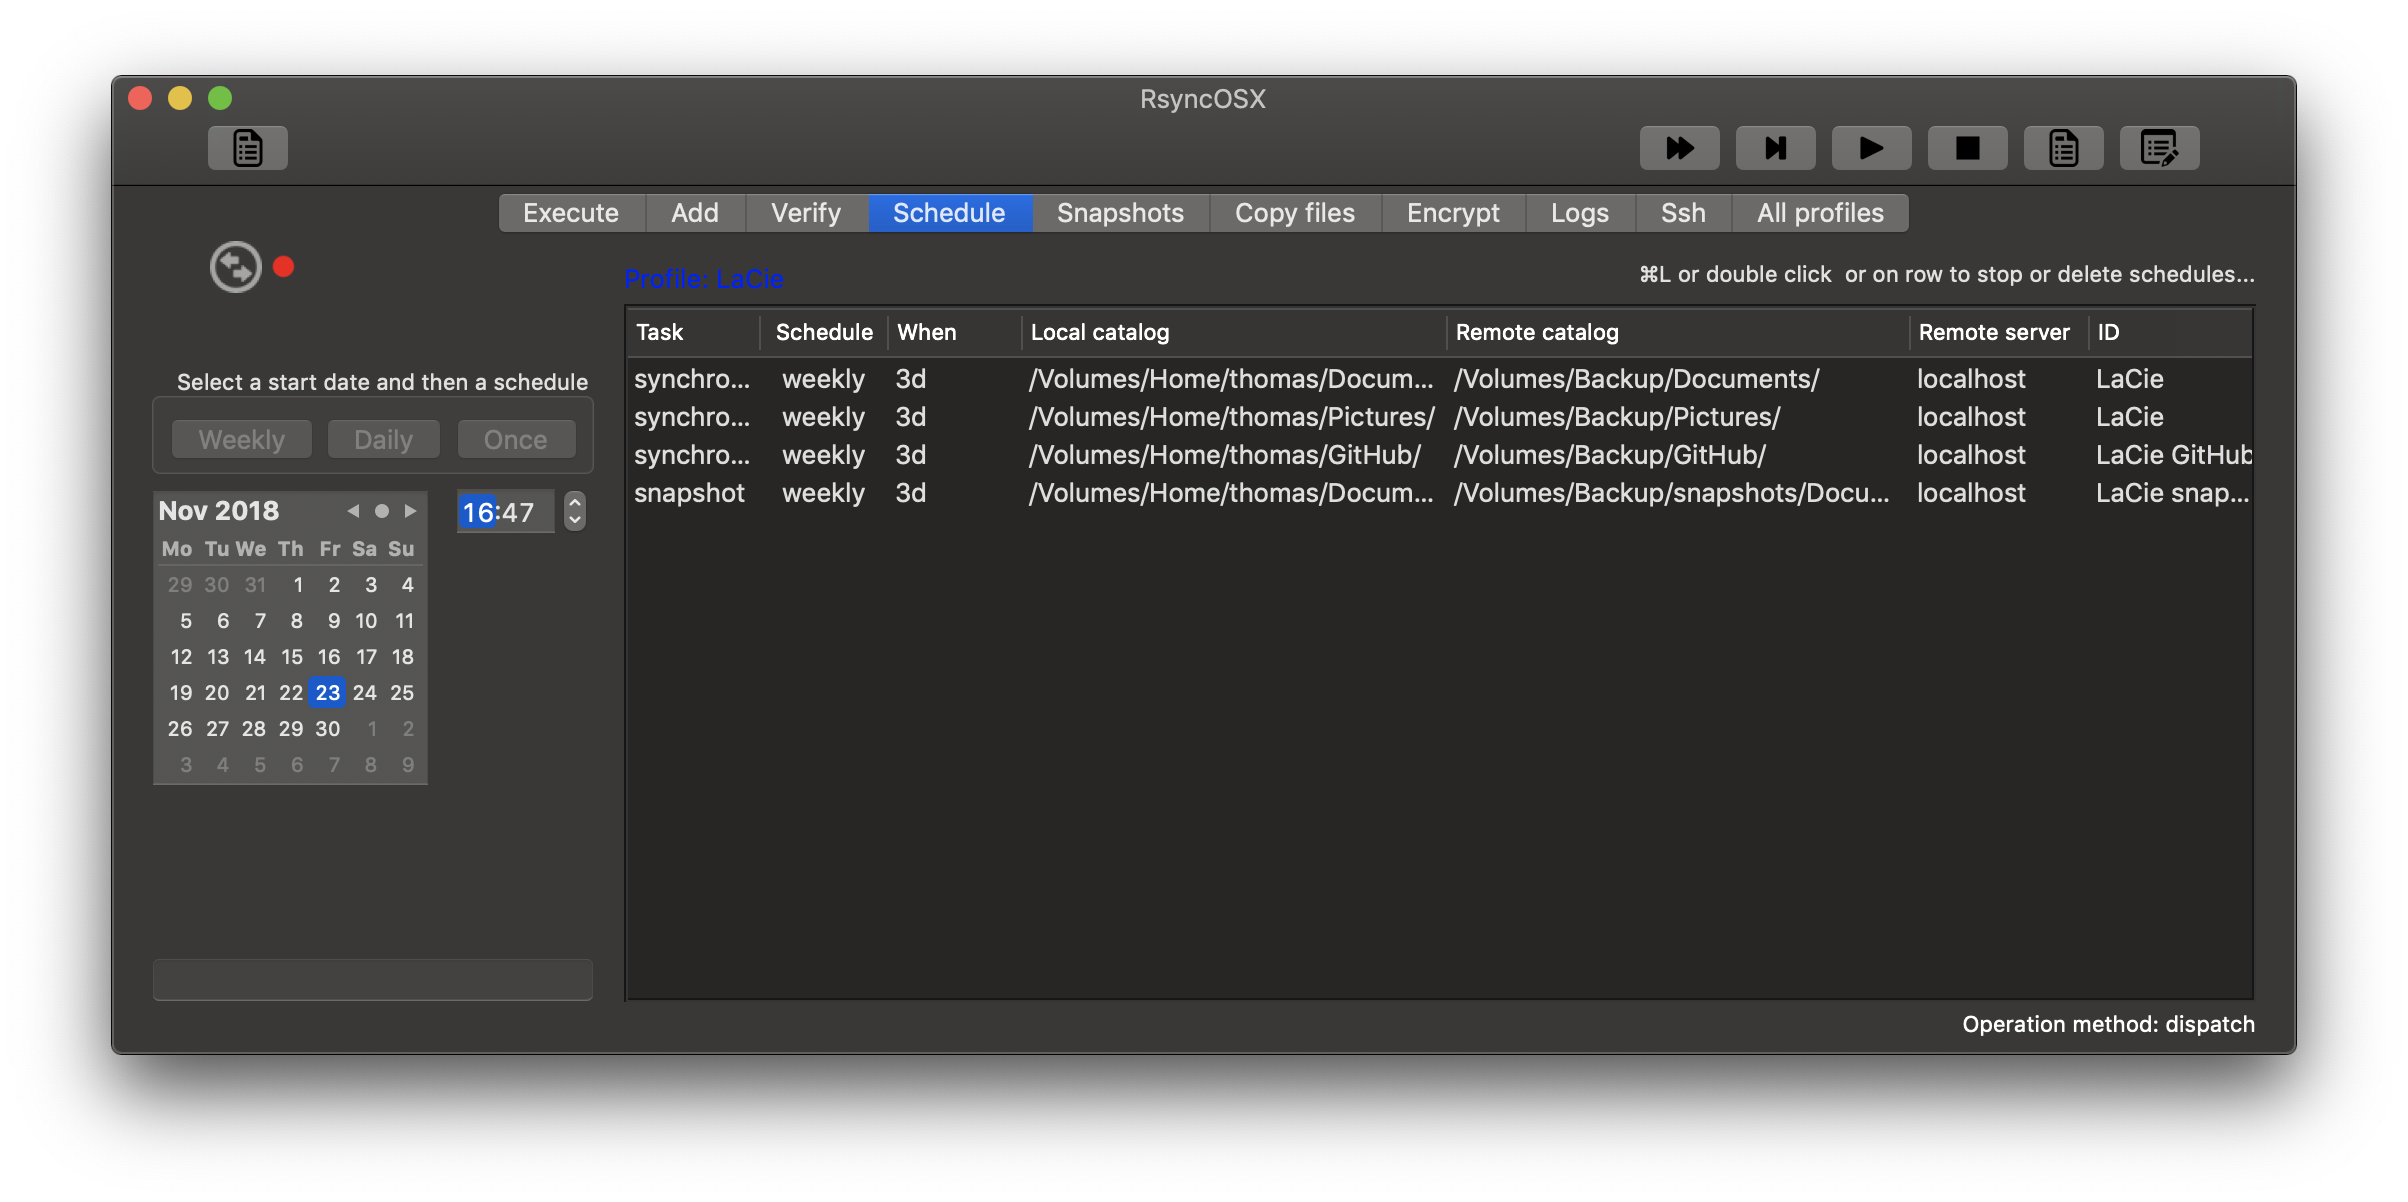 RsyncOSX
Execute Add Verify Schedule Snapshots Copy files Encrypt Logs Ssh All profiles
Profile: LaCie
⌘L or double click or on row to stop or delete schedules...
Select a start date and then a schedule
Weekly Daily Once
Nov 2018
16:47
Mo Tu We Th Fr Sa Su
29 30 31 1 2 3 4
5 6 7 8 9 10 11
12 13 14 15 16 17 18
19 20 21 22 23 24 25
26 27 28 29 30 1 2
3 4 5 6 7 8 9
Task Schedule When Local catalog Remote catalog Remote server ID
synchro... weekly 3d /Volumes/Home/thomas/Docum... /Volumes/Backup/Documents/ localhost LaCie
synchro... weekly 3d /Volumes/Home/thomas/Pictures/ /Volumes/Backup/Pictures/ localhost LaCie
synchro... weekly 3d /Volumes/Home/thomas/GitHub/ /Volumes/Backup/GitHub/ localhost LaCie GitHub
snapshot weekly 3d /Volumes/Home/thomas/Docum... /Volumes/Backup/snapshots/Docu... localhost LaCie snap...
Operation method: dispatch